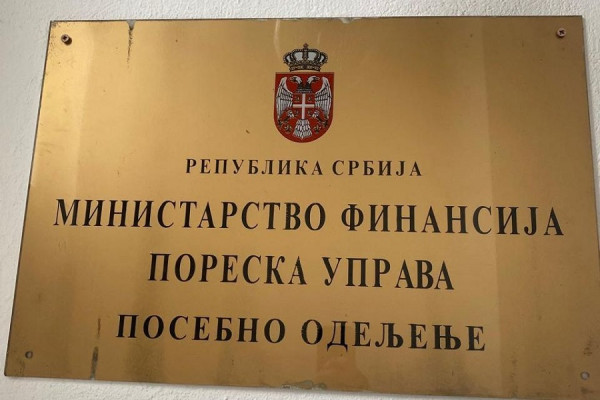 РЕПУБЛИКА СРБИЈА
МИНИСТАРСТВО ФИНАНСИЈА
ПОРЕСКА УПРАВА
ПОСЕБНО ОДЕЉЕЊЕ